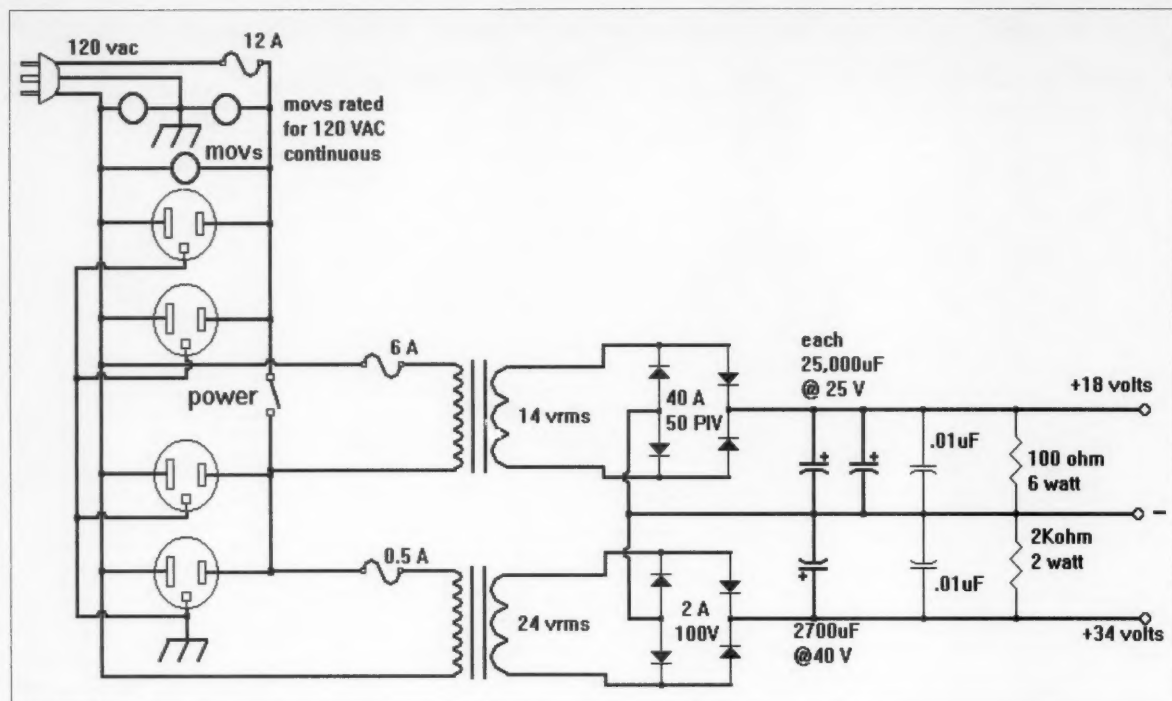 120 vac
12 A
movs rated
for 120 VAC
continuous
movs
6 A
power
14 vrms
40 A
50 PIV
each
25,000uF
@ 25 V
+18 volts
+
+
.01uF
100 ohm
6 watt
–
0.5 A
24 vrms
2 A
100V
+
2700uF
@40 V
.01uF
2Kohm
2 watt
+34 volts